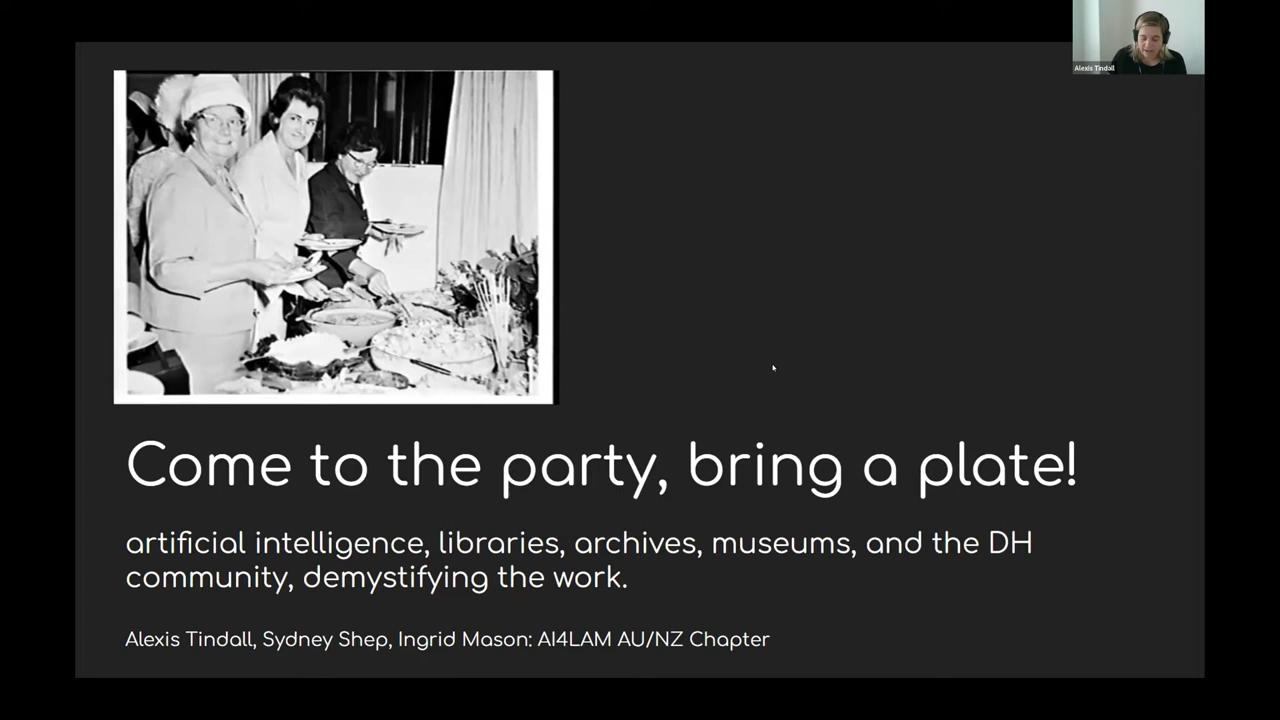 Alexis Tindall
Come to the party, bring a plate!
artificial intelligence, libraries, archives, museums, and the DH
community, demystifying the work.
Alexis Tindall, Sydney Shep, Ingrid Mason: AI4LAM AU/NZ Chapter